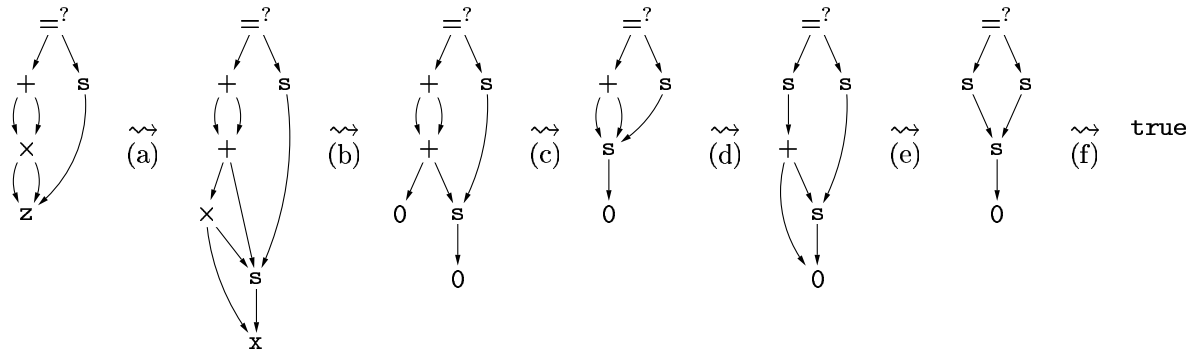 =? =? =? =? =? =?
+ s + s + s + s s s s s
× + + s + s true
(a) (b) (c) (d) (e) (f)
z × 0 s 0 s 0
s 0 0
x